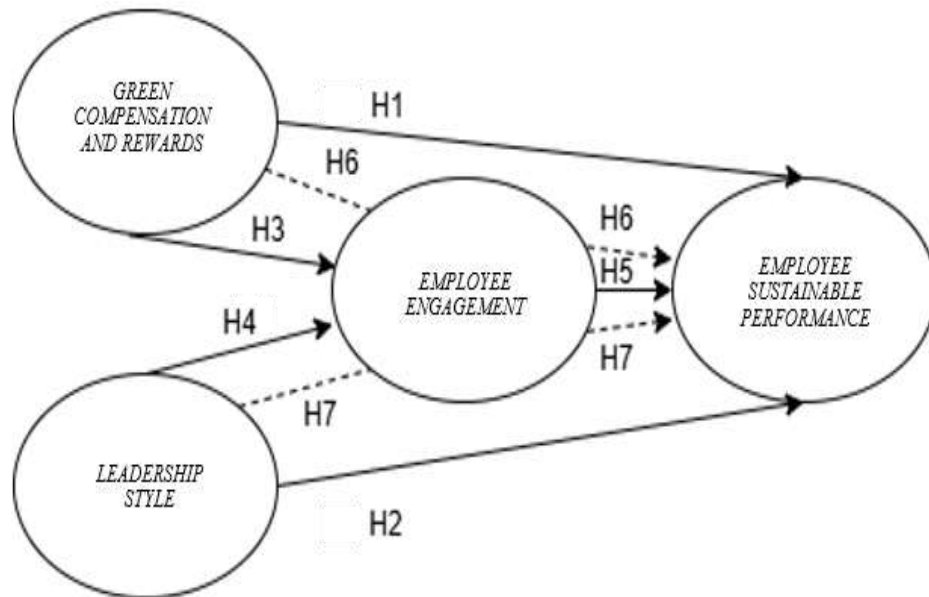 GREEN
COMPENSATION
AND REWARDS
H1
H6
H3
EMPLOYEE
ENGAGEMENT
H6
H5
H7
EMPLOYEE
SUSTAINABLE
PERFORMANCE
H4
H7
LEADERSHIP
STYLE
H2